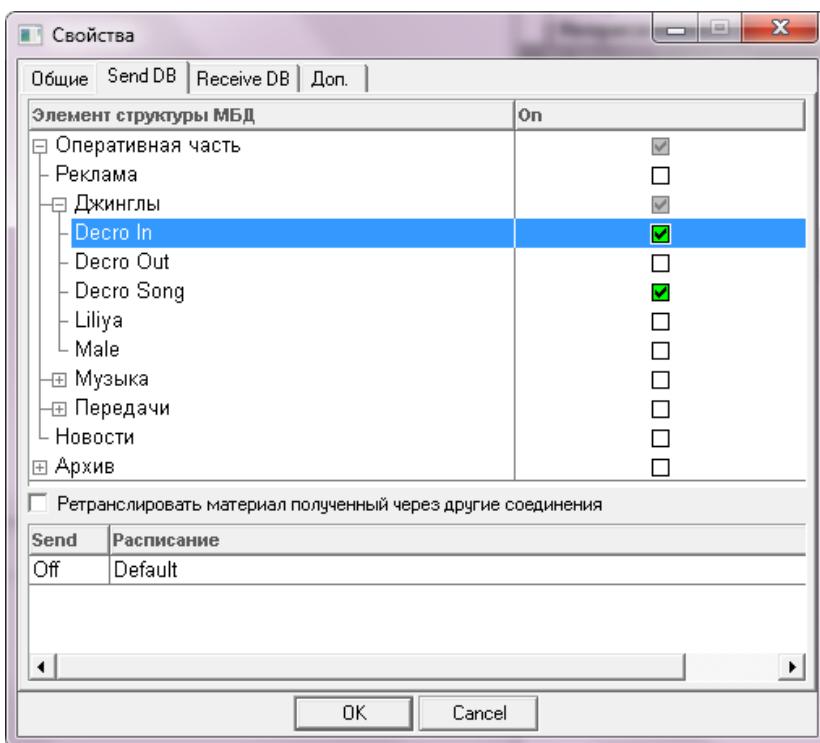 Свойства
Общие Send DB Receive DB Доп.
Элемент структуры МБД On
Оперативная часть
Реклама
Джинглы
Decro In
Decro Out
Decro Song
Liliya
Male
Музыка
Передачи
Новости
Архив
Ретранслировать материал полученный через другие соединения
Send Расписание
Off Default
OK Cancel